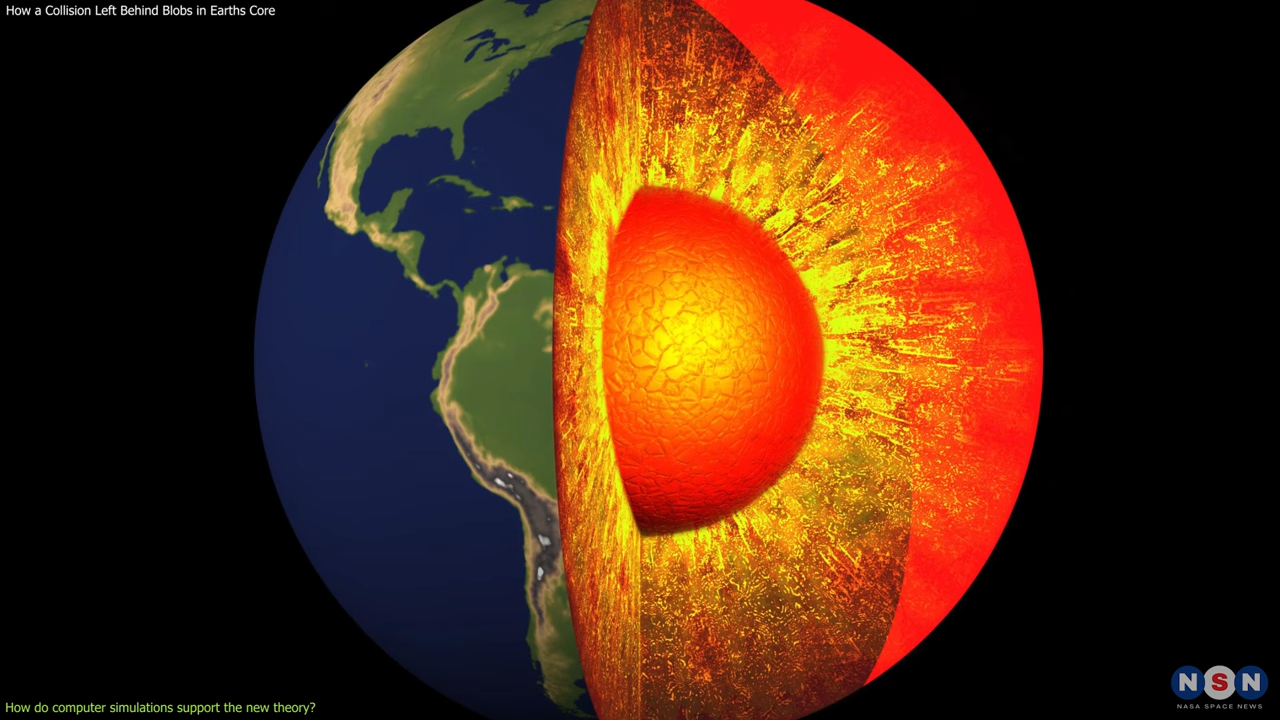 How a Collision Left Behind Blobs in Earths Core
How do computer simulations support the new theory?
NSN
NASA SPACE NEWS